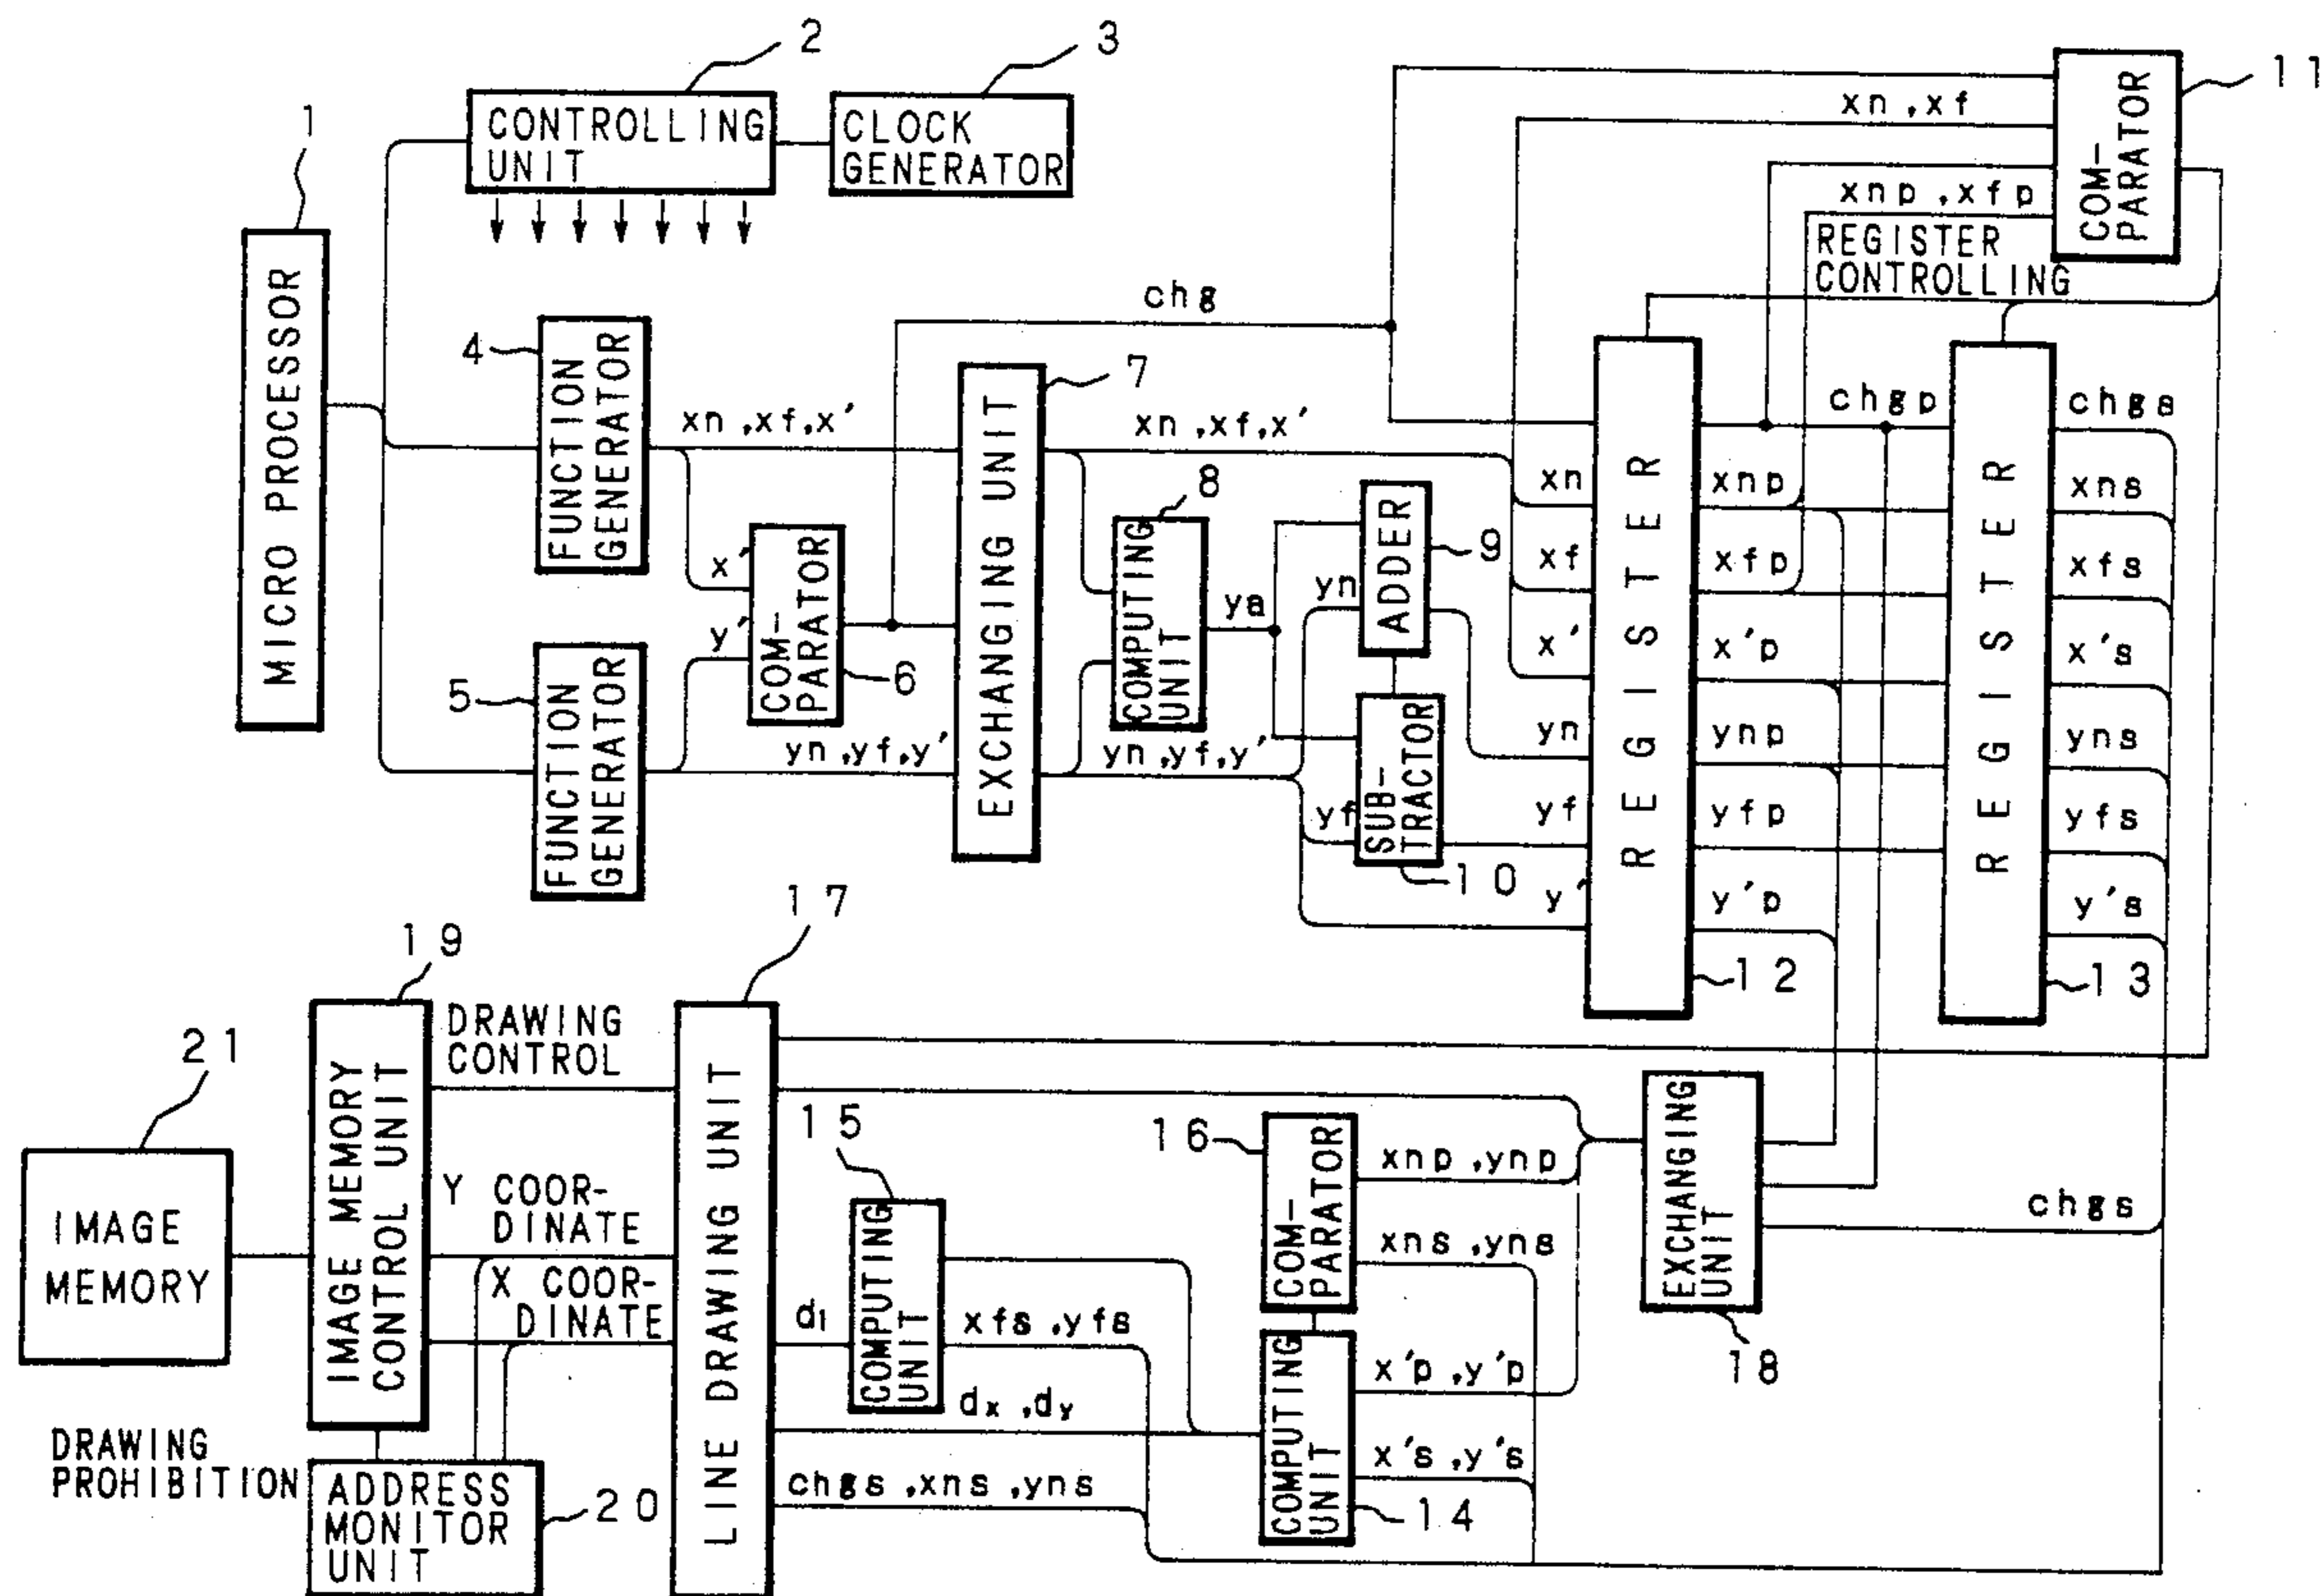 1
MICRO PROCESSOR
2
CONTROLLING
UNIT
3
CLOCK
GENERATOR
4
FUNCTION
GENERATOR
xn ,xf,x'
5
FUNCTION
GENERATOR
yn ,yf,y'
x'
y'
COM-
PARATOR
6
chg
7
EXCHANGING UNIT
xn ,xf,x'
yn ,yf,y'
8
COMPUTING
UNIT
ya
yn
ADDER
9
yf
SUB-
TRACTOR
10
xn ,xf
xnp ,xfp
COM-
PARATOR
11
REGISTER
CONTROLLING
xn
xf
x'
yn
yf
y'
REGISTER
12
chgp
xnp
xfp
x'p
ynp
yfp
y'p
REGISTER
13
chgs
xns
xfs
x's
yns
yfs
y's
21
IMAGE
MEMORY
19
IMAGE MEMORY
CONTROL UNIT
DRAWING
CONTROL
Y COOR-
DINATE
X COOR-
DINATE
DRAWING
PROHIBITION
ADDRESS
MONITOR
UNIT
20
17
LINE DRAWING UNIT
15
COMPUTING
UNIT
d1
xfs ,yfs
dx ,dy
chgs ,xns ,yns
16
COM-
PARATOR
xnp ,ynp
xns ,yns
COMPUTING
UNIT
14
x'p ,y'p
x's ,y's
EXCHANGING
UNIT
18
chgs